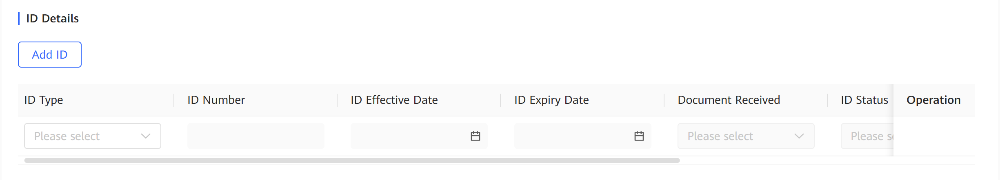 ID Details
Add ID
ID Type ID Number ID Effective Date ID Expiry Date Document Received ID Status Operation
Please select Please select Please